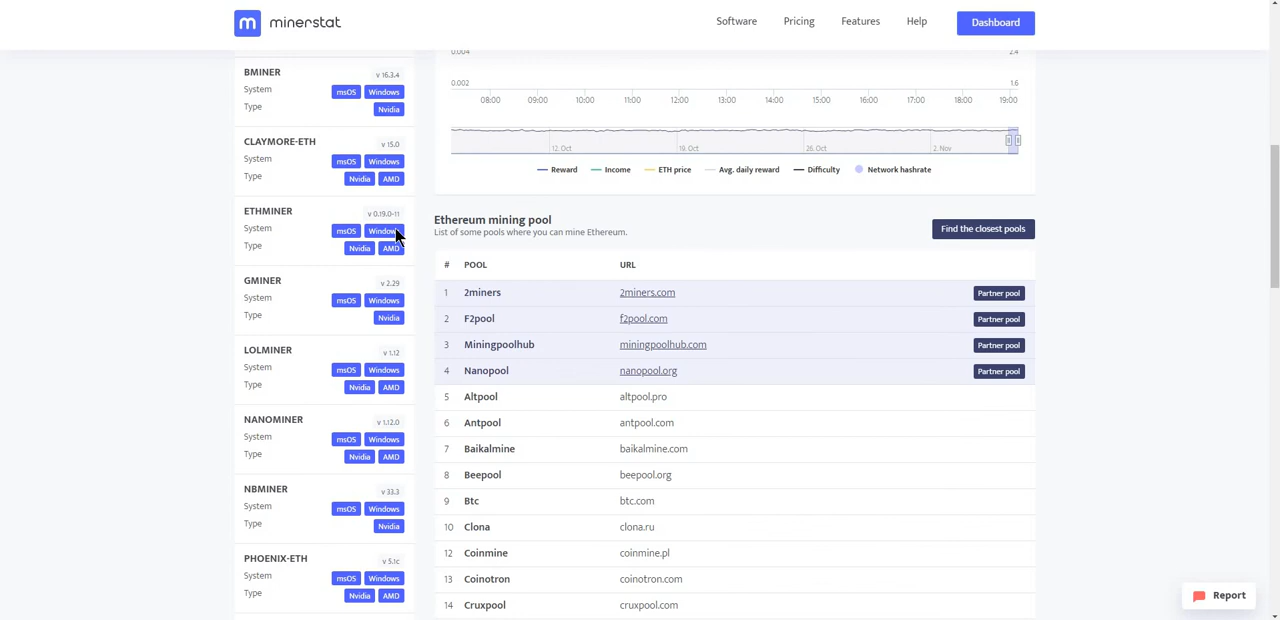 minerstat
Software Pricing Features Help Dashboard
BMINER v 16.3.4
System msOS Windows
Type Nvidia
CLAYMORE-ETH v 15.0
System msOS Windows
Type Nvidia AMD
ETHMINER v 0.19.0-11
System msOS Windows
Type Nvidia AMD
GMINER v 2.29
System msOS Windows
Type Nvidia
LOLMINER v 1.12
System msOS Windows
Type Nvidia AMD
NANOMINER v 1.12.0
System msOS Windows
Type Nvidia AMD
NBMINER v 33.3
System msOS Windows
Type Nvidia
PHOENIX-ETH v 5.1c
System msOS Windows
Type Nvidia AMD
0.004 2.4
0.002 1.6
08:00 09:00 10:00 11:00 12:00 13:00 14:00 15:00 16:00 17:00 18:00 19:00
12. Oct 19. Oct 26. Oct 2. Nov
Reward Income ETH price Avg. daily reward Difficulty Network hashrate
Ethereum mining pool
List of some pools where you can mine Ethereum.
Find the closest pools
# POOL URL
1 2miners 2miners.com Partner pool
2 F2pool f2pool.com Partner pool
3 Miningpoolhub miningpoolhub.com Partner pool
4 Nanopool nanopool.org Partner pool
5 Altpool altpool.pro
6 Antpool antpool.com
7 Baikalmine baikalmine.com
8 Beepool beepool.org
9 Btc btc.com
10 Clona clona.ru
12 Coinmine coinmine.pl
13 Coinotron coinotron.com
14 Cruxpool cruxpool.com
Report